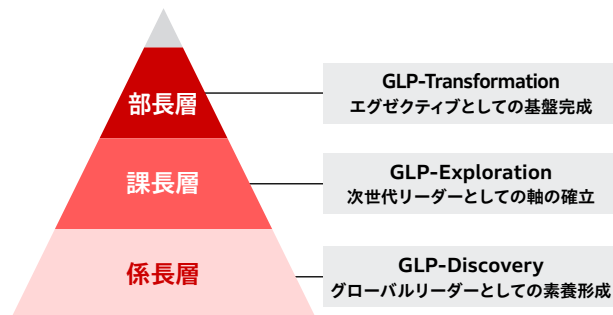 部長層
GLP-Transformation
エグゼクティブとしての基盤完成
課長層
GLP-Exploration
次世代リーダーとしての軸の確立
係長層
GLP-Discovery
グローバルリーダーとしての素養形成